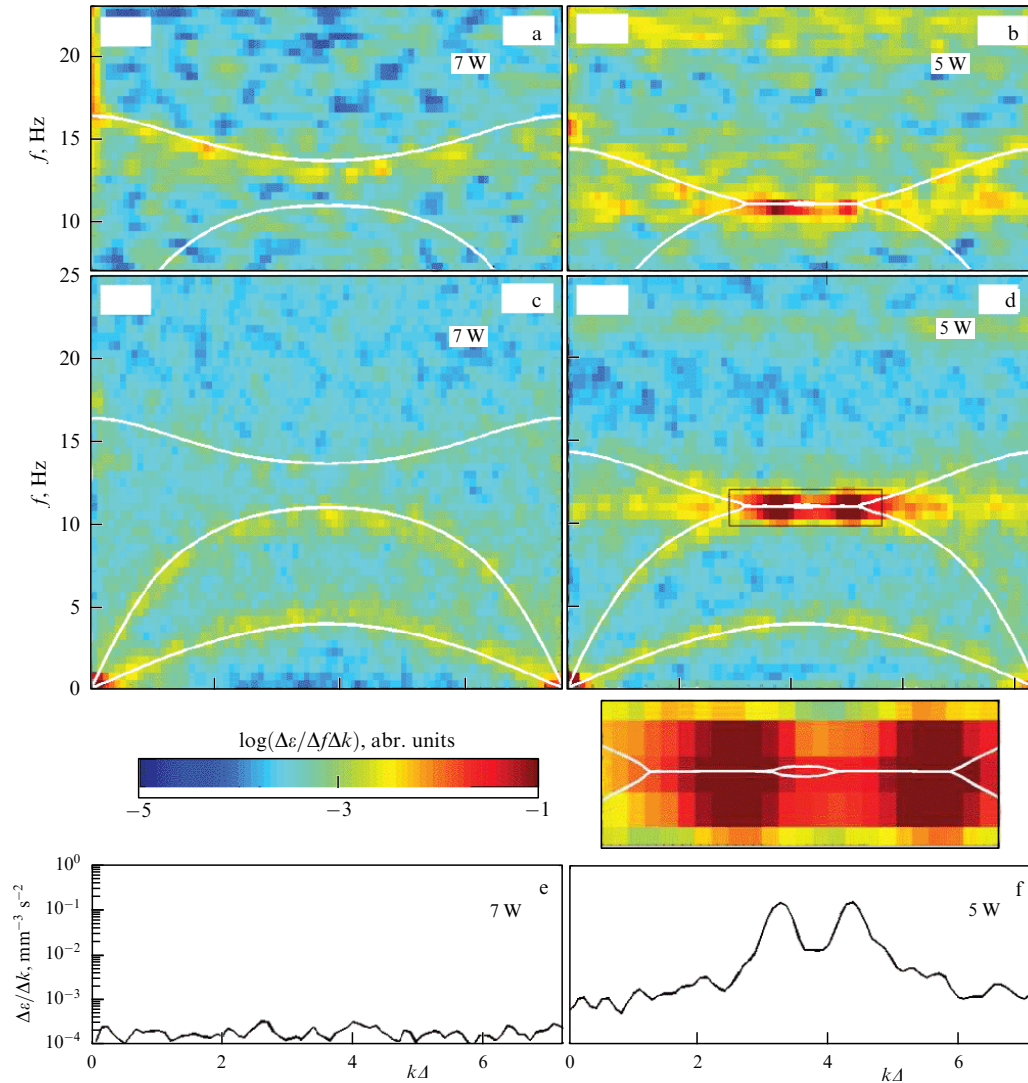 a
b
7 W
5 W
f, Hz
20
15
10
c
d
7 W
5 W
f, Hz
25
20
15
10
5
0
log(Δε/ΔfΔk), abr. units
−5
−3
−1
e
f
7 W
5 W
Δε/Δk, mm⁻³ s⁻²
10⁰
10⁻¹
10⁻²
10⁻³
10⁻⁴
0
2
4
6
0
2
4
6
kΔ
kΔ